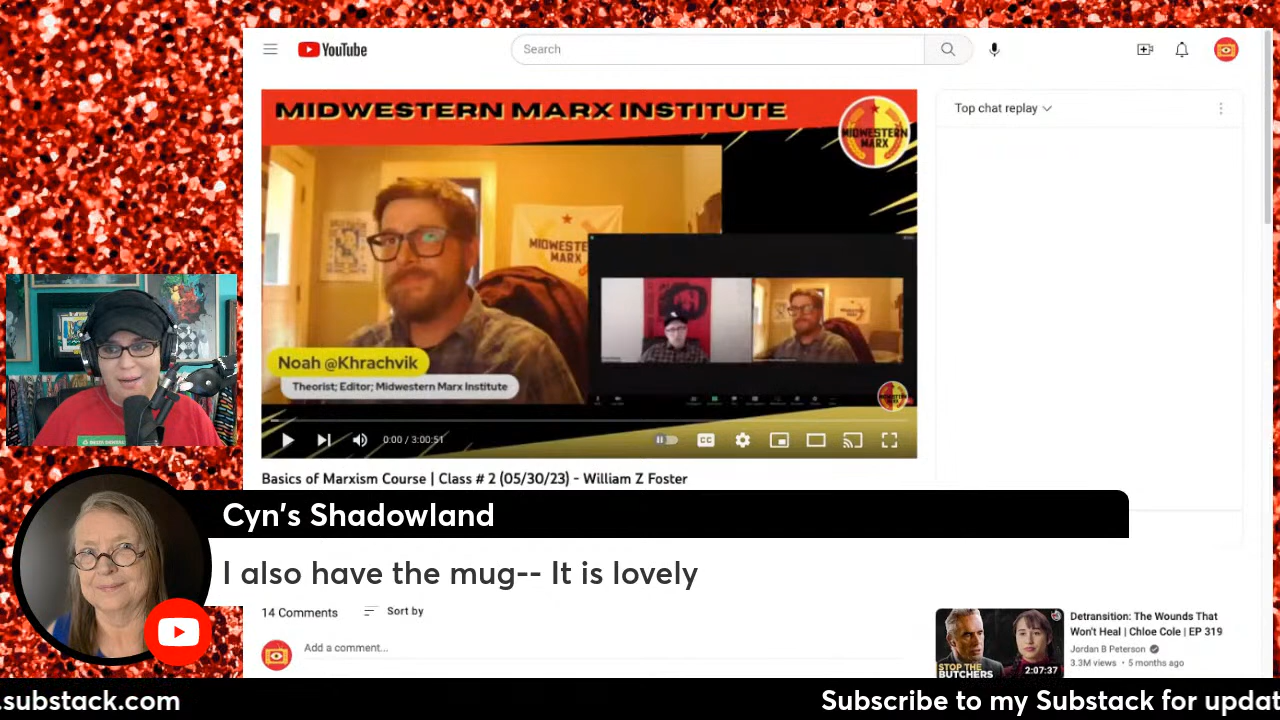 YouTube
Search
MIDWESTERN MARX INSTITUTE
MIDWESTERN
MARX
Top chat replay
Noah @Khrachvik
Theorist; Editor; Midwestern Marx Institute
0:00 / 3:00:51
CC
Basics of Marxism Course | Class # 2 (05/30/23) - William Z Foster
Cyn's Shadowland
I also have the mug-- It is lovely
14 Comments
Sort by
Add a comment...
STOP THE
BUTCHERS
2:07:37
Detransition: The Wounds That
Won't Heal | Chloe Cole | EP 319
Jordan B Peterson
3.3M views • 5 months ago
.substack.com
Subscribe to my Substack for updat